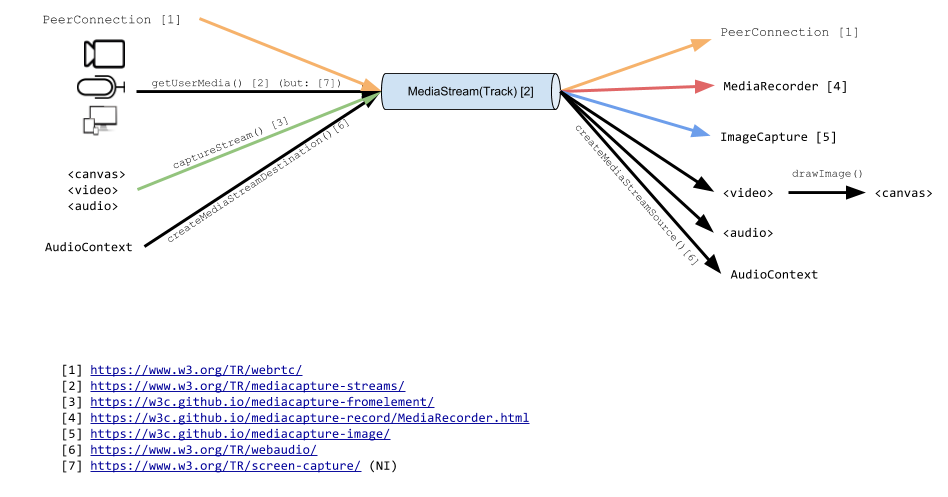 PeerConnection [1]
getUserMedia() [2] (but: [7])
captureStream() [3]
createMediaStreamDestination()[6]
<canvas>
<video>
<audio>
AudioContext
MediaStream(Track) [2]
PeerConnection [1]
MediaRecorder [4]
ImageCapture [5]
createMediaStreamSource()[6]
<video>
drawImage()
<canvas>
<audio>
AudioContext
[1] https://www.w3.org/TR/webrtc/
[2] https://www.w3.org/TR/mediacapture-streams/
[3] https://w3c.github.io/mediacapture-fromelement/
[4] https://w3c.github.io/mediacapture-record/MediaRecorder.html
[5] https://w3c.github.io/mediacapture-image/
[6] https://www.w3.org/TR/webaudio/
[7] https://www.w3.org/TR/screen-capture/ (NI)